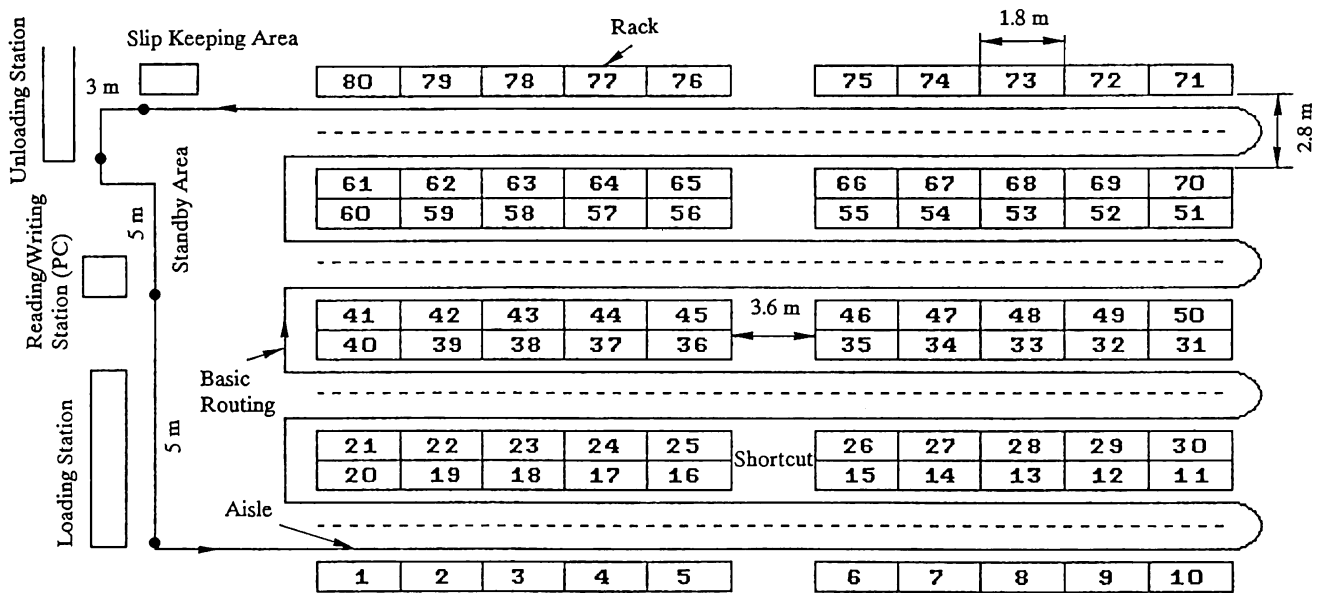 Slip Keeping Area
Rack
1.8 m
Unloading Station
3 m
80 79 78 77 76 75 74 73 72 71
2.8 m
Standby Area
61 62 63 64 65 66 67 68 69 70
60 59 58 57 56 55 54 53 52 51
5 m
Reading/Writing
Station (PC)
41 42 43 44 45 3.6 m 46 47 48 49 50
40 39 38 37 36 35 34 33 32 31
Basic
Routing
Loading Station
5 m
21 22 23 24 25 26 27 28 29 30
Shortcut
20 19 18 17 16 15 14 13 12 11
Aisle
1 2 3 4 5 6 7 8 9 10